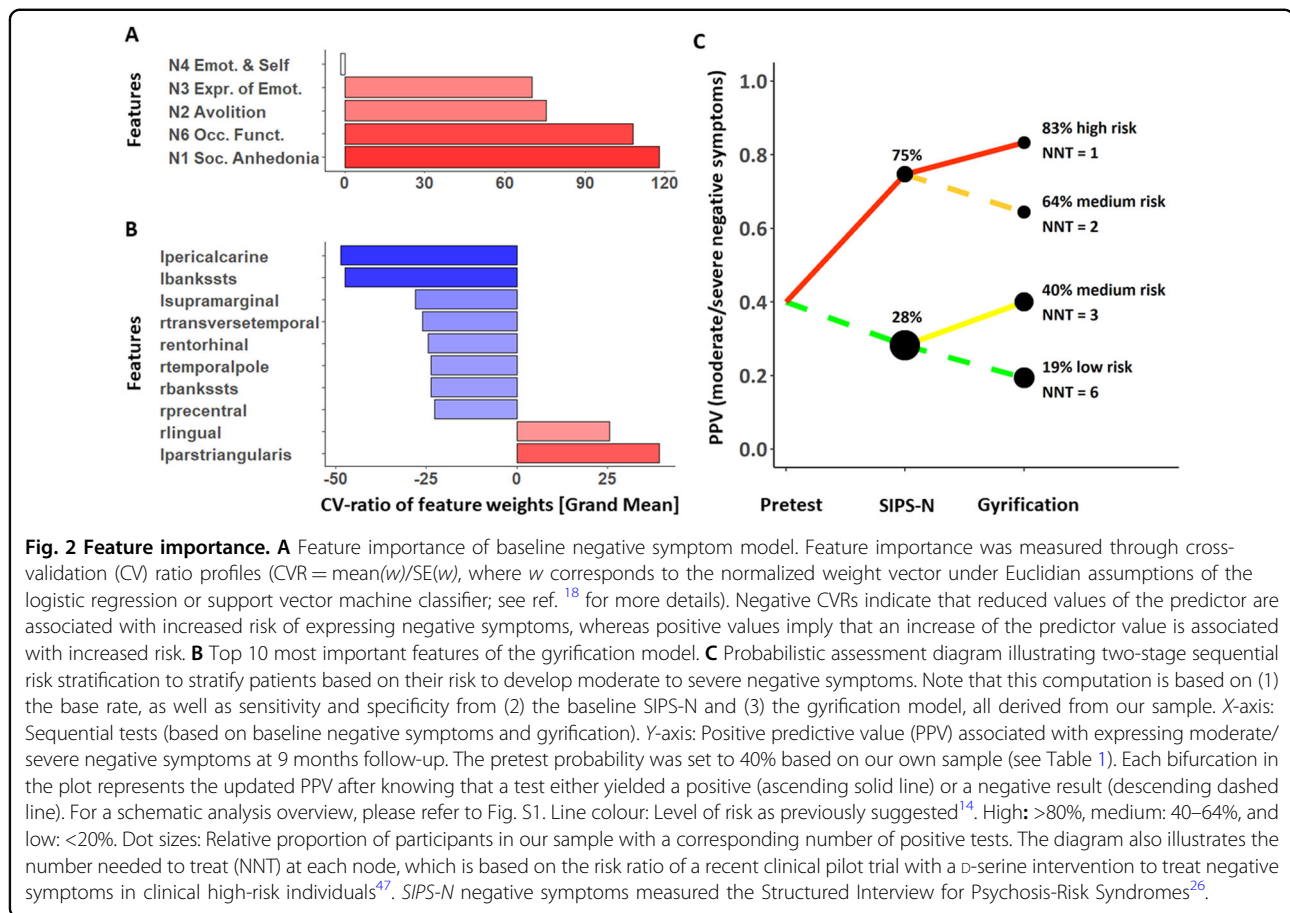 A
Features
N4 Emot. & Self
N3 Expr. of Emot.
N2 Avolition
N6 Occ. Funct.
N1 Soc. Anhedonia
0 30 60 90 120
B
Features
lpericalcarine
lbankssts
lsupramarginal
rtransversetemporal
rentorhinal
rtemporalpole
rbankssts
rprecentral
rlingual
lparstriangularis
-50 -25 0 25
CV-ratio of feature weights [Grand Mean]
C
PPV (moderate/severe negative symptoms)
1.0
0.8
0.6
0.4
0.2
0.0
75%
28%
83% high risk
NNT = 1
64% medium risk
NNT = 2
40% medium risk
NNT = 3
19% low risk
NNT = 6
Pretest SIPS-N Gyrification
Fig. 2 Feature importance. A Feature importance of baseline negative symptom model. Feature importance was measured through cross-
validation (CV) ratio profiles (CVR = mean(w)/SE(w), where w corresponds to the normalized weight vector under Euclidian assumptions of the
logistic regression or support vector machine classifier; see ref. 18 for more details). Negative CVRs indicate that reduced values of the predictor are
associated with increased risk of expressing negative symptoms, whereas positive values imply that an increase of the predictor value is associated
with increased risk. B Top 10 most important features of the gyrification model. C Probabilistic assessment diagram illustrating two-stage sequential
risk stratification to stratify patients based on their risk to develop moderate to severe negative symptoms. Note that this computation is based on (1)
the base rate, as well as sensitivity and specificity from (2) the baseline SIPS-N and (3) the gyrification model, all derived from our sample. X-axis:
Sequential tests (based on baseline negative symptoms and gyrification). Y-axis: Positive predictive value (PPV) associated with expressing moderate/
severe negative symptoms at 9 months follow-up. The pretest probability was set to 40% based on our own sample (see Table 1). Each bifurcation in
the plot represents the updated PPV after knowing that a test either yielded a positive (ascending solid line) or a negative result (descending dashed
line). For a schematic analysis overview, please refer to Fig. S1. Line colour: Level of risk as previously suggested14. High: >80%, medium: 40–64%, and
low: <20%. Dot sizes: Relative proportion of participants in our sample with a corresponding number of positive tests. The diagram also illustrates the
number needed to treat (NNT) at each node, which is based on the risk ratio of a recent clinical pilot trial with a D-serine intervention to treat negative
symptoms in clinical high-risk individuals47. SIPS-N negative symptoms measured the Structured Interview for Psychosis-Risk Syndromes26.